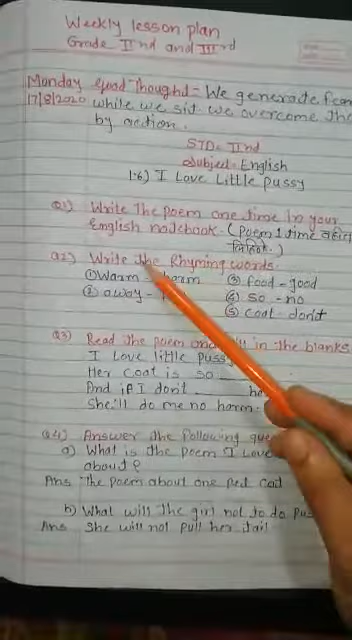 Weekly lesson plan
Grade IInd and IIIrd
Monday Good Thought - We generate
17/8/2020 while we sit. we overcome
by action.
STD= IInd
Subject= English
1.6) I Love Little Pussy
Q1) Write The poem one time in your
English notebook. (poem 1 time वहीत
लिहिणे.)
Q2) Write the Rhyming words.
① Warm - harm ③ food - good
② away - ④ so - no
⑤ coat - don't
Q3) Read the poem and in the blanks
I Love little pussy
Her coat is so ___
And if I don't ___
She'll do me no harm.
Q4) Answer the following
a) What is the poem I Love
about?
Ans The poem about one pet cat
b) What will the girl not to do
Ans She will not pull her tail